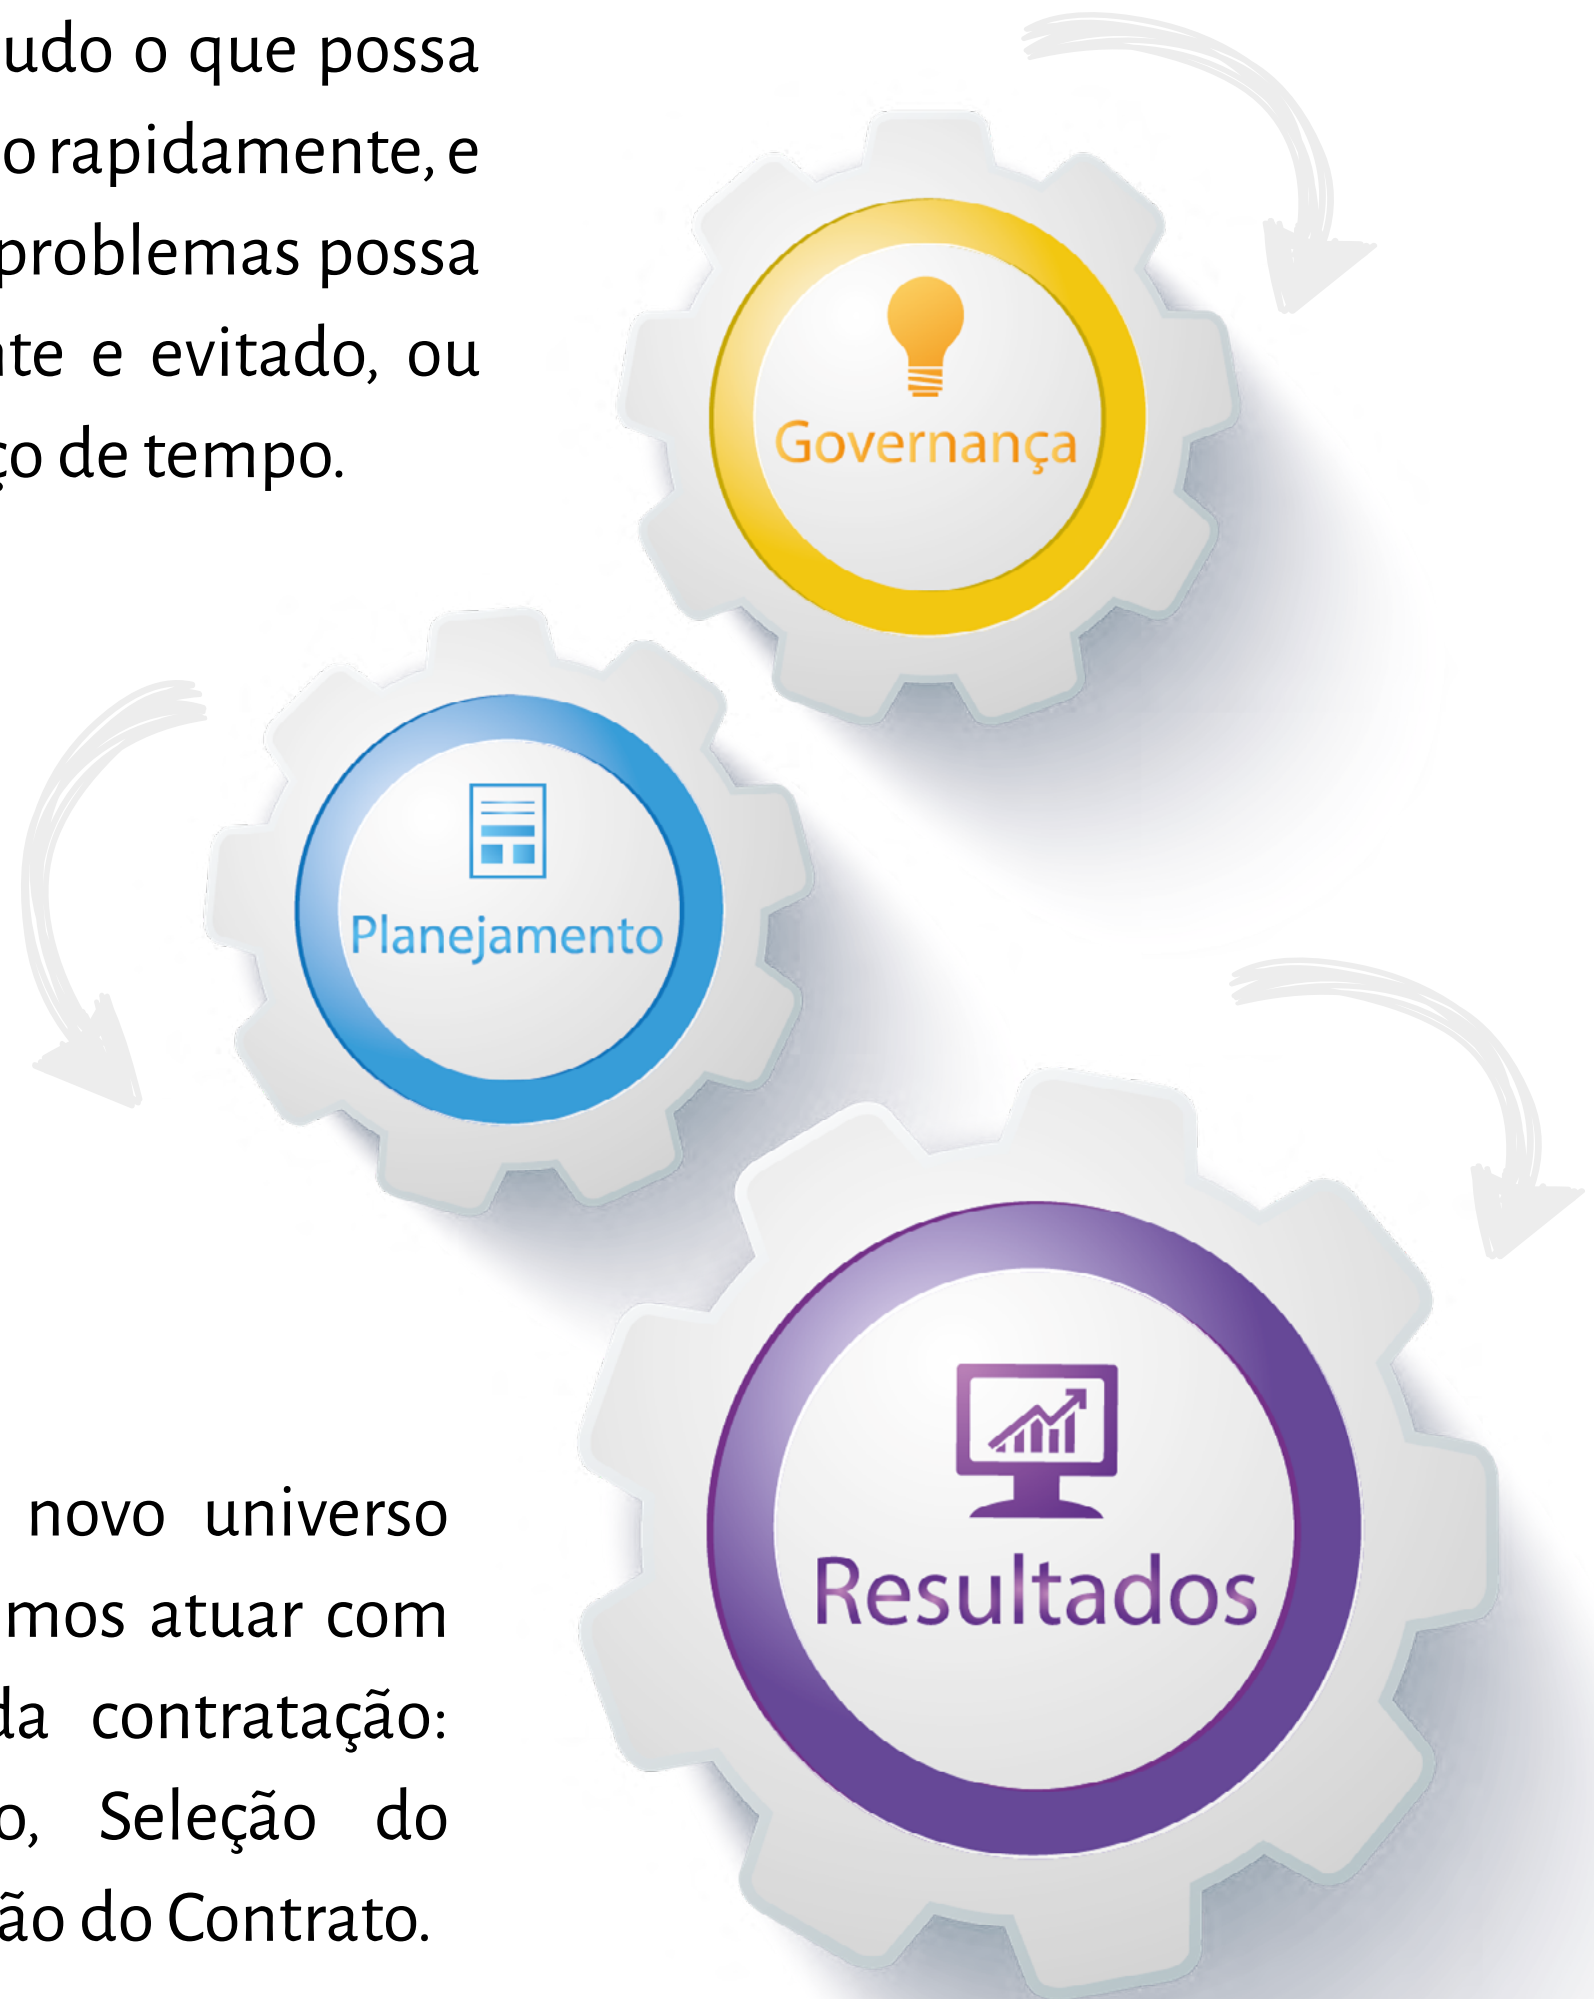 udo o que possa
o rapidamente, e
problemas possa
te e evitado, ou
ço de tempo.
Governança
Planejamento
Resultados
novo universo
mos atuar com
da contratação:
o, Seleção do
ão do Contrato.